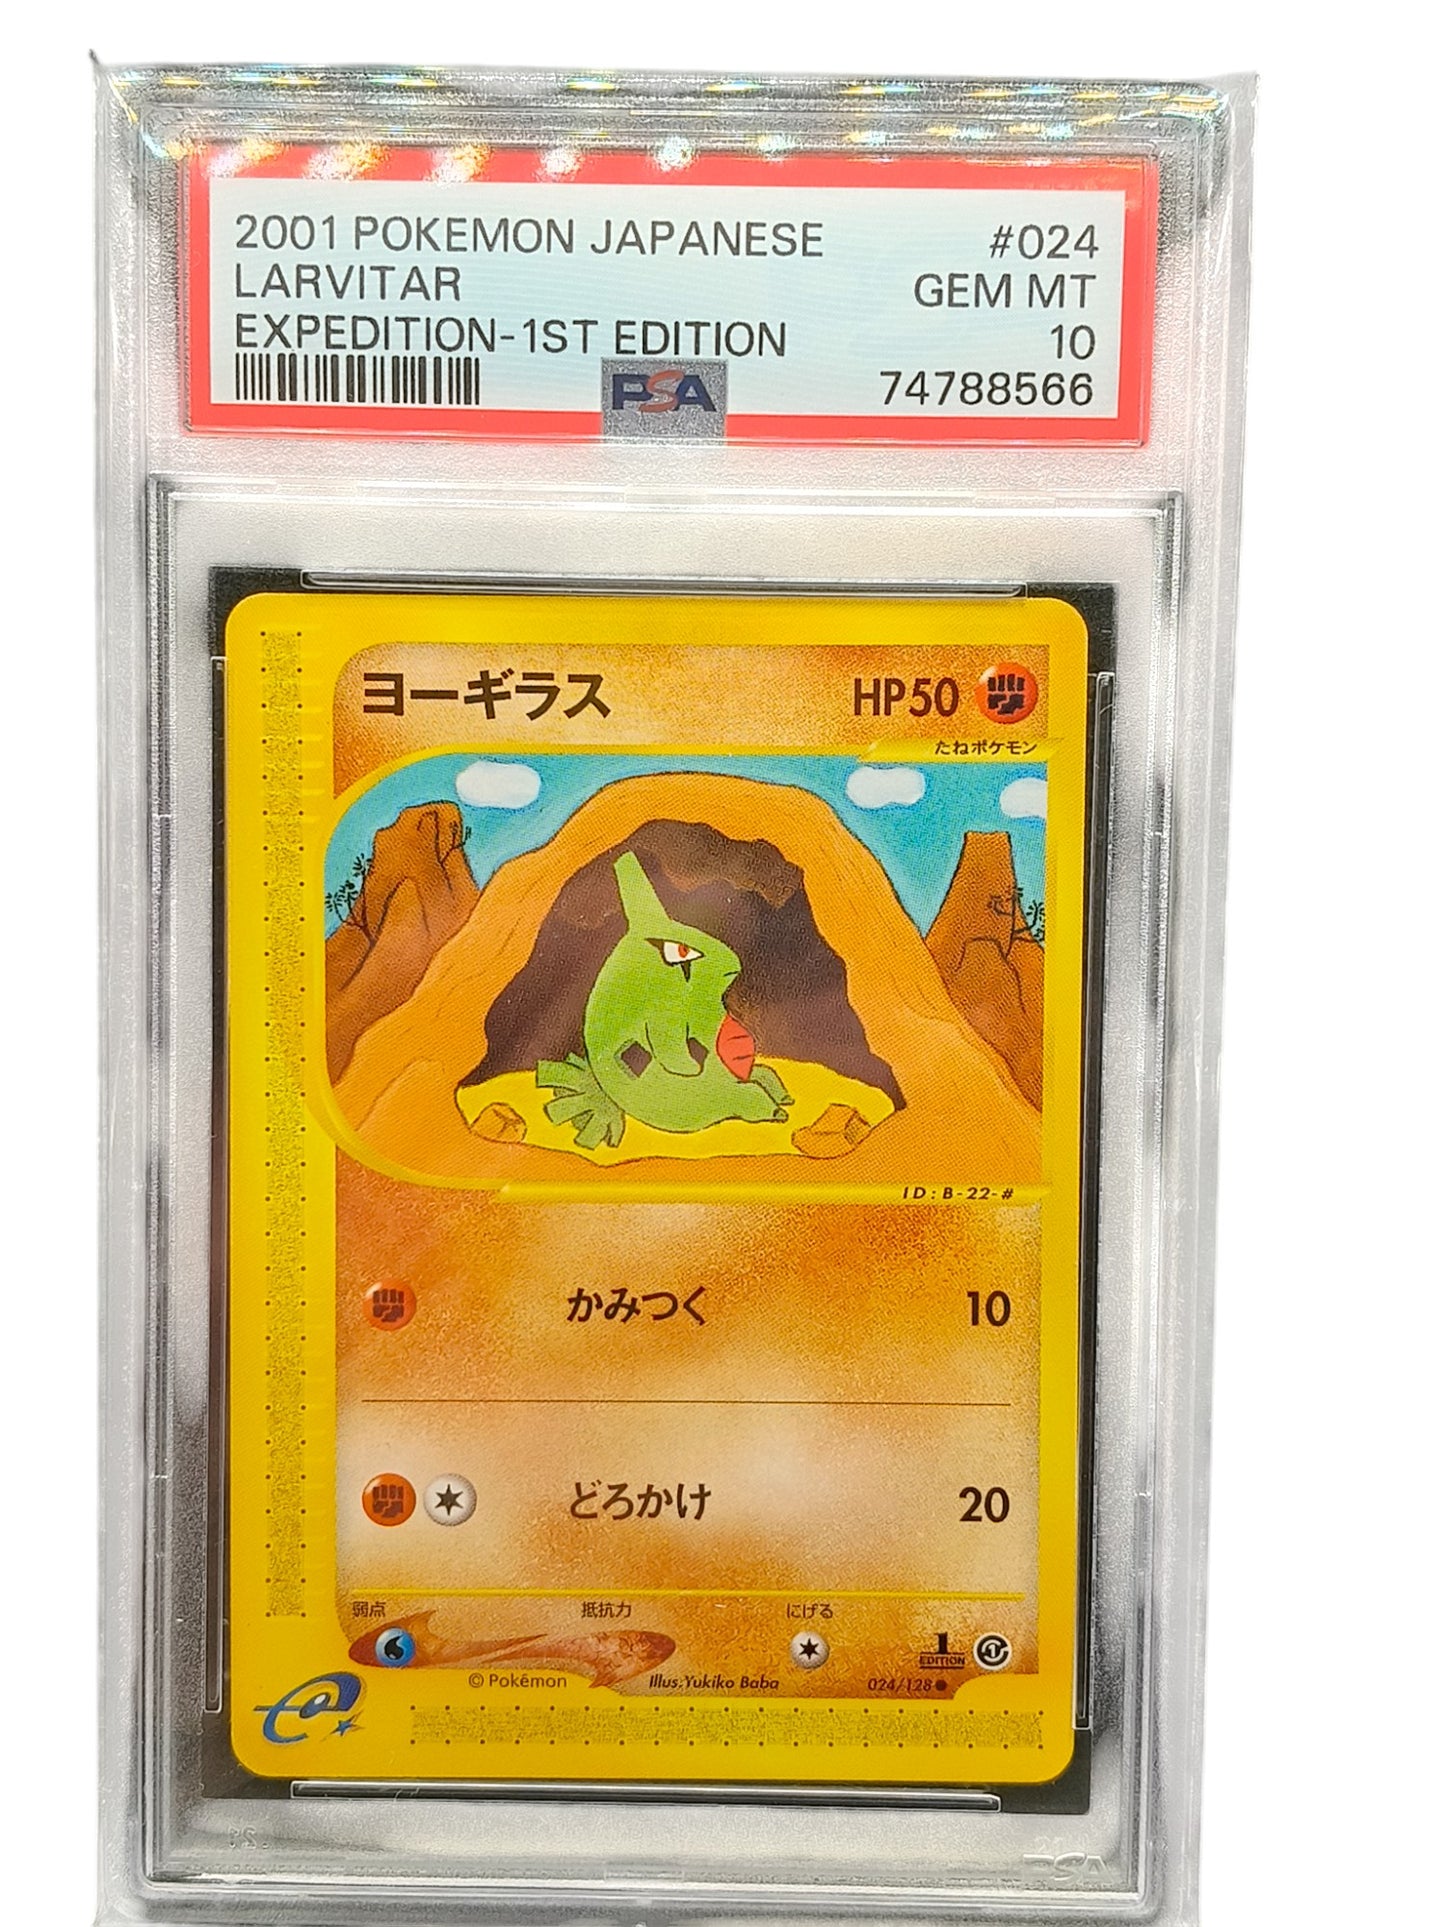 2001 POKEMON JAPANESE #024
LARVITAR GEM MT
EXPEDITION-1ST EDITION 10
PSA 74788566
ヨーギラス HP50
たねポケモン
ID:B-22-#
かみつく 10
どろかけ 20
弱点 抵抗力 にげる
1 EDITION
© Pokémon Illus.Yukiko Baba 024/128●
e
PSA